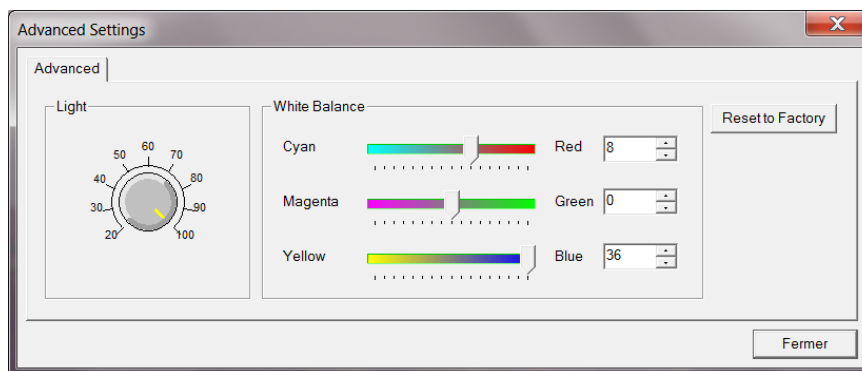 Advanced Settings
Advanced
Light
20
30
40
50
60
70
80
90
100
White Balance
Cyan Red 8
Magenta Green 0
Yellow Blue 36
Reset to Factory
Fermer